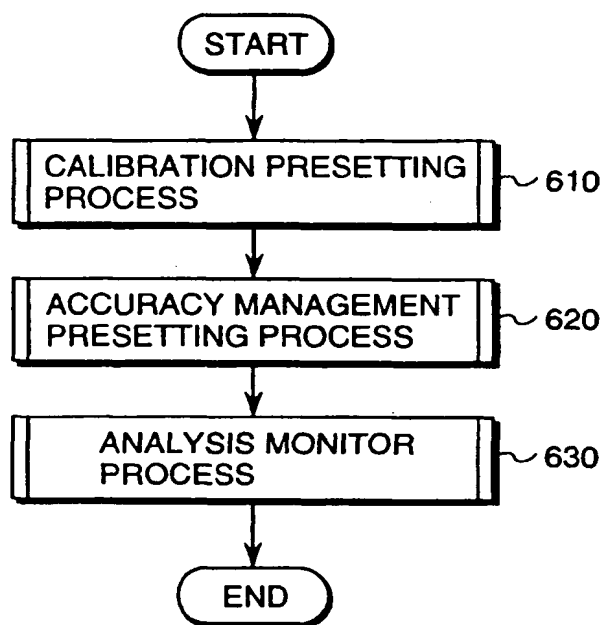 START
CALIBRATION PRESETTING
PROCESS
610
ACCURACY MANAGEMENT
PRESETTING PROCESS
620
ANALYSIS MONITOR
PROCESS
630
END